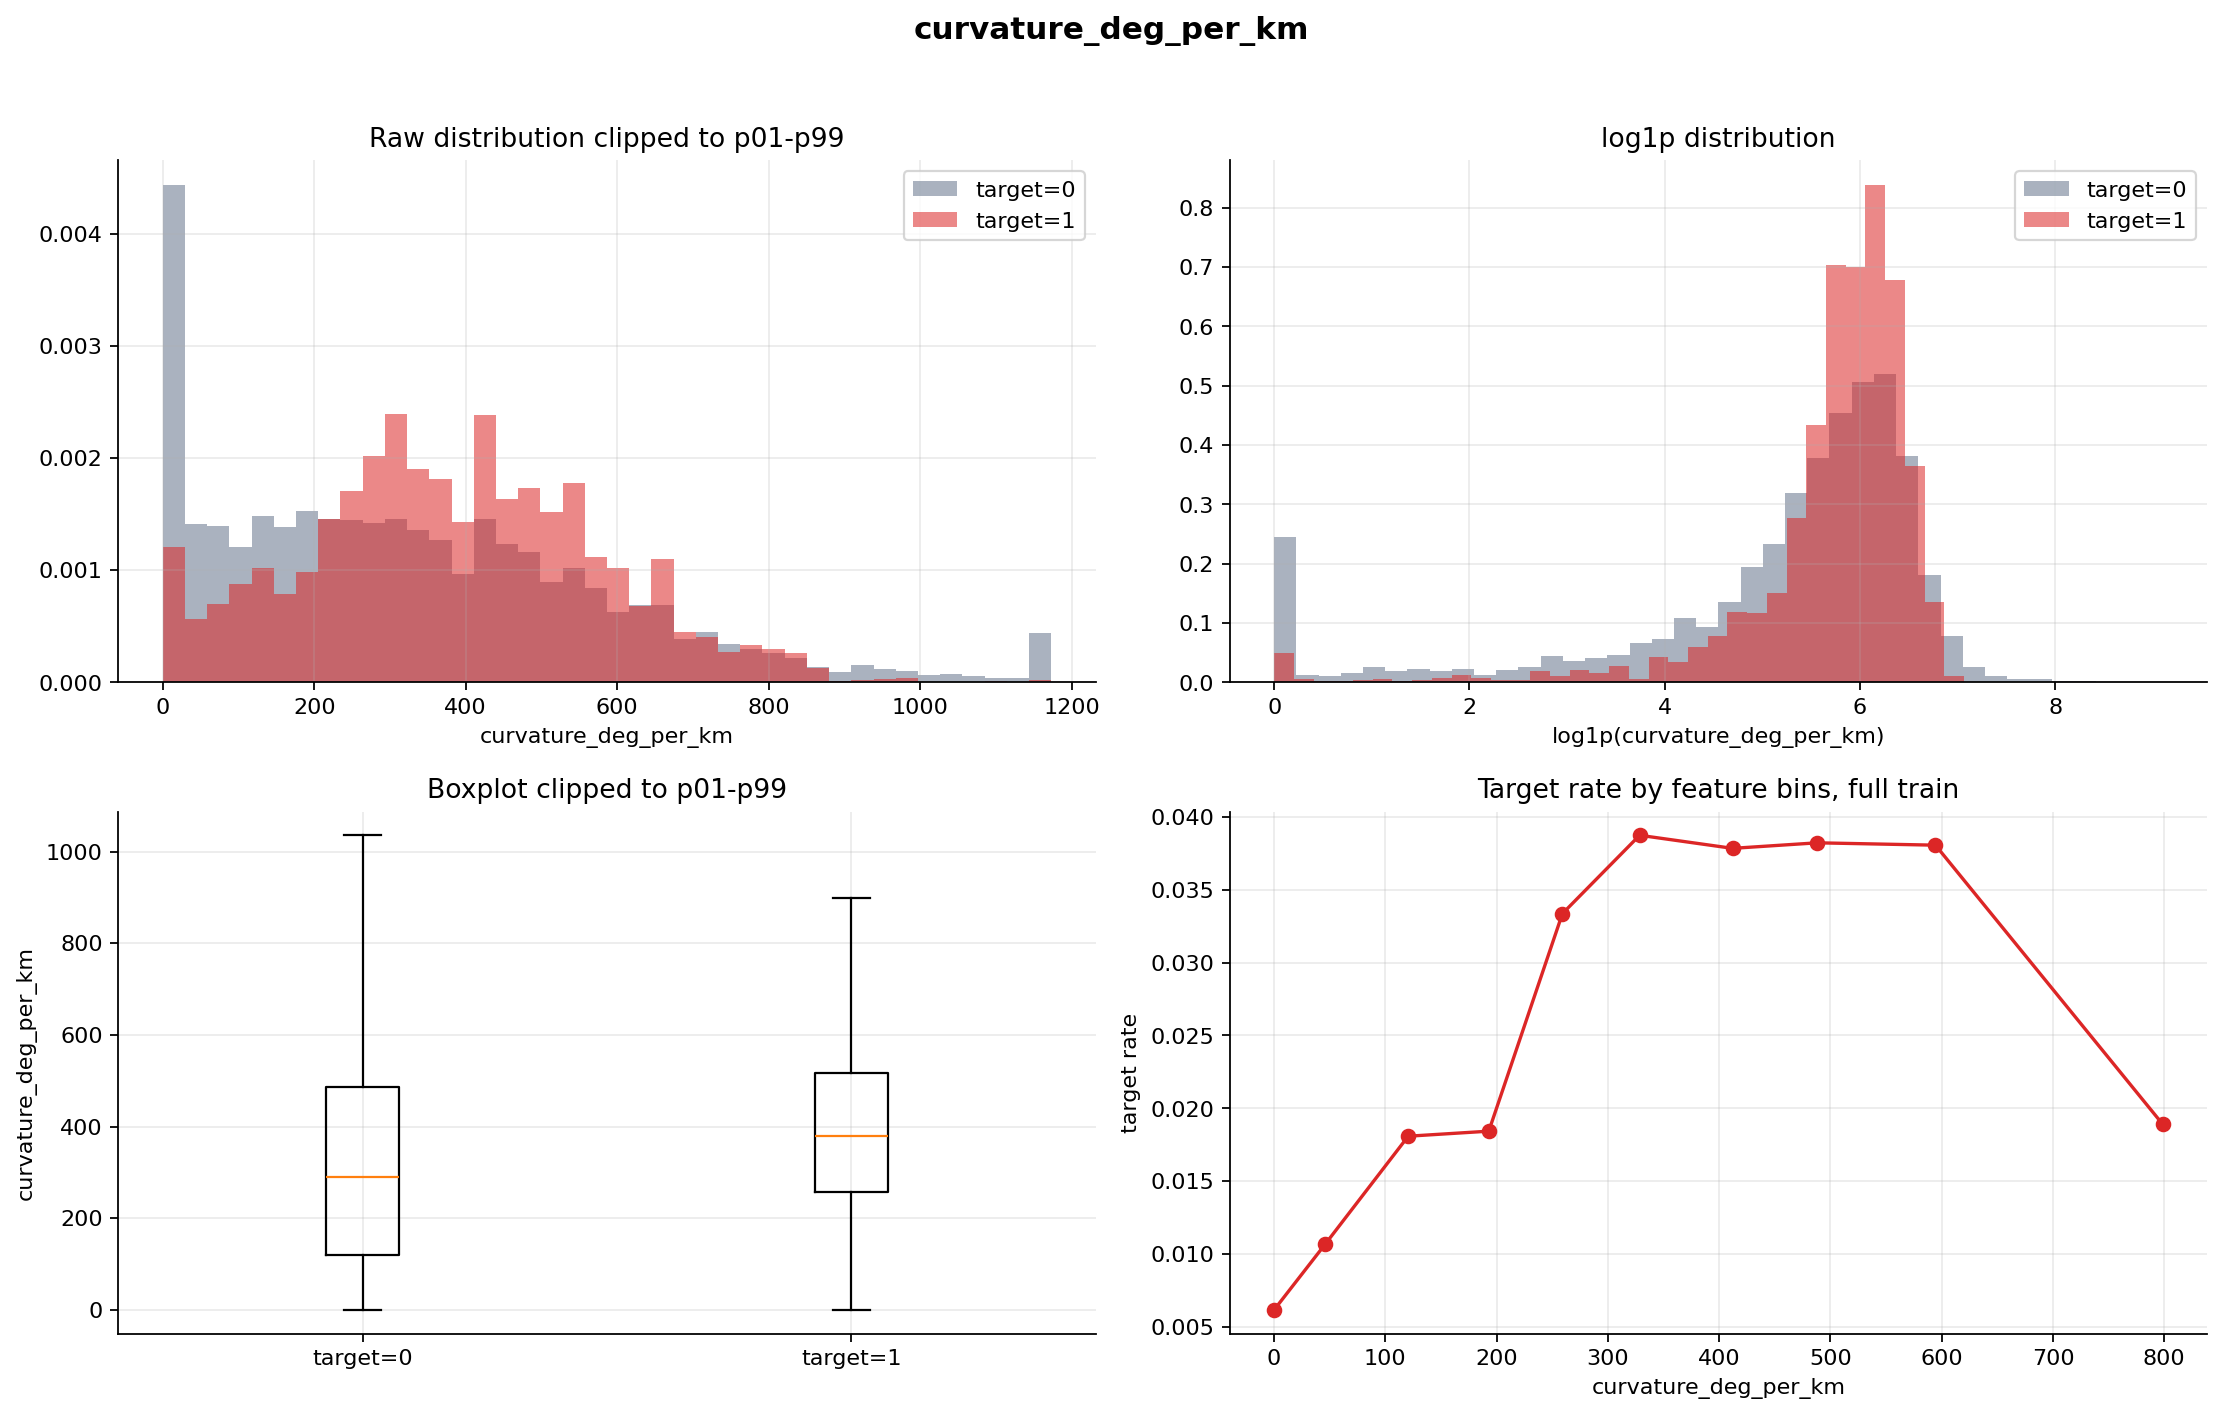 curvature_deg_per_km
Raw distribution clipped to p01-p99
target=0
target=1
0.004
0.003
0.002
0.001
0.000
0 200 400 600 800 1000 1200
curvature_deg_per_km
log1p distribution
target=0
target=1
0.8
0.7
0.6
0.5
0.4
0.3
0.2
0.1
0.0
0 2 4 6 8
log1p(curvature_deg_per_km)
Boxplot clipped to p01-p99
curvature_deg_per_km
1000
800
600
400
200
0
target=0 target=1
Target rate by feature bins, full train
target rate
0.040
0.035
0.030
0.025
0.020
0.015
0.010
0.005
0 100 200 300 400 500 600 700 800
curvature_deg_per_km